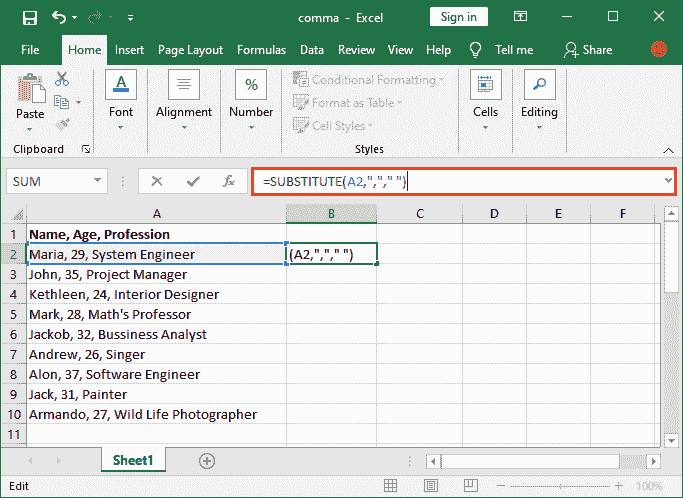 comma - Excel
Sign in
File Home Insert Page Layout Formulas Data Review View Help Tell me Share
Paste
Clipboard
Font
Alignment
%
Number
Conditional Formatting
Format as Table
Cell Styles
Styles
Cells
Editing
SUM
fx
=SUBSTITUTE(A2,","," ")
A B C D E F
1 Name, Age, Profession
2 Maria, 29, System Engineer (A2,","," ")
3 John, 35, Project Manager
4 Kethleen, 24, Interior Designer
5 Mark, 28, Math's Professor
6 Jackob, 32, Bussiness Analyst
7 Andrew, 26, Singer
8 Alon, 37, Software Engineer
9 Jack, 31, Painter
10 Armando, 27, Wild Life Photographer
11
Sheet1
Edit
100%